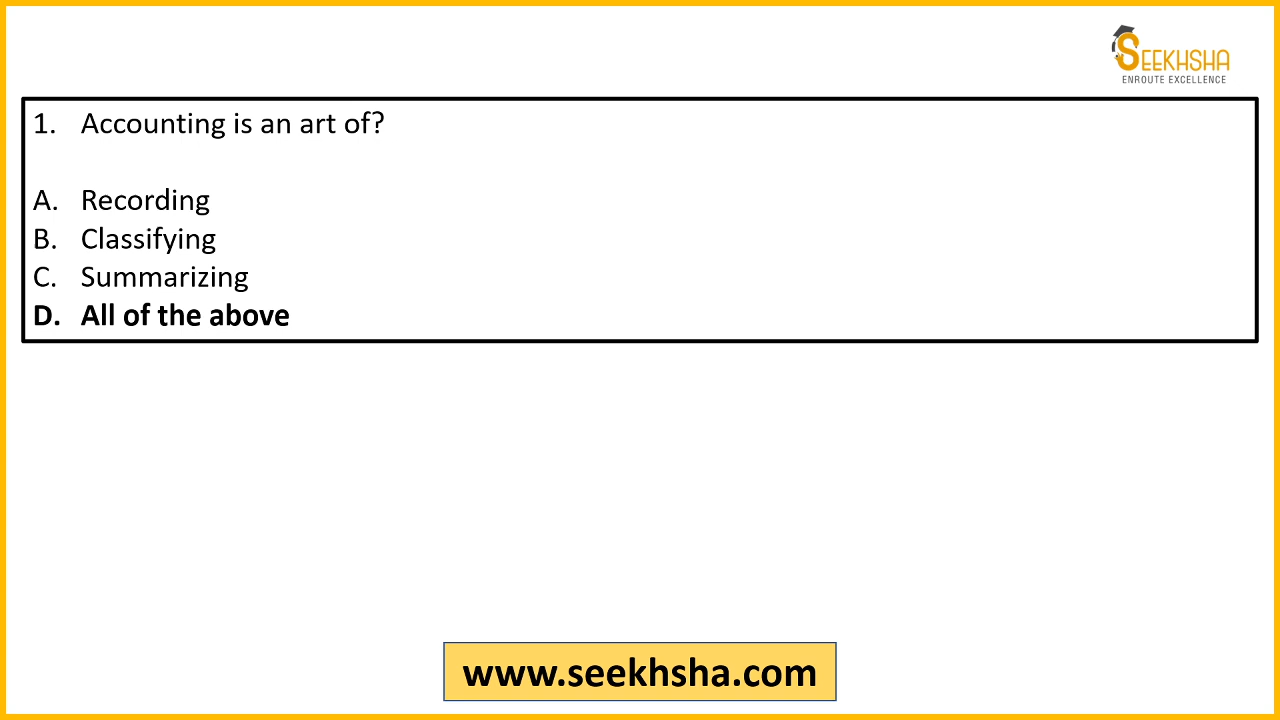 SEEKHSHA
ENROUTE EXCELLENCE
1. Accounting is an art of?
A. Recording
B. Classifying
C. Summarizing
D. All of the above
www.seekhsha.com